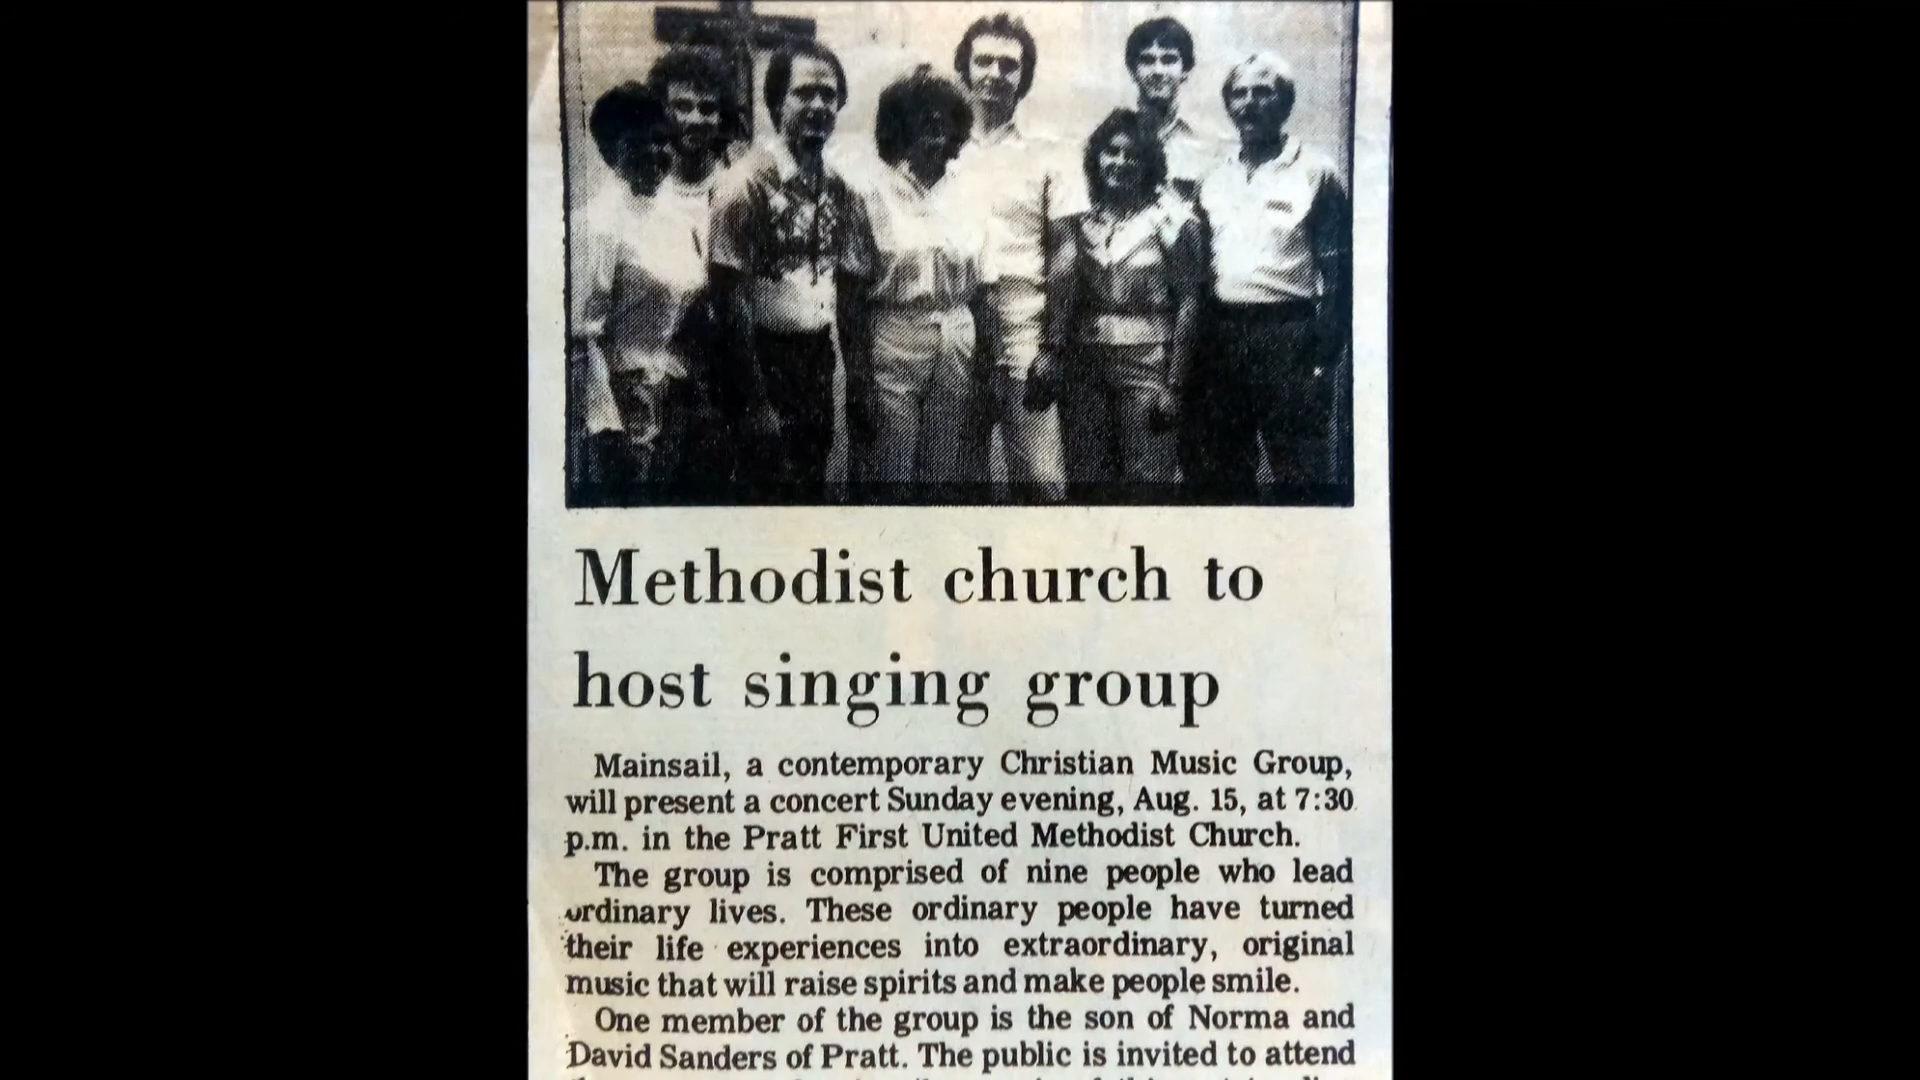 Methodist church to
host singing group
Mainsail, a contemporary Christian Music Group,
will present a concert Sunday evening, Aug. 15, at 7:30
p.m. in the Pratt First United Methodist Church.
The group is comprised of nine people who lead
ordinary lives. These ordinary people have turned
their life experiences into extraordinary, original
music that will raise spirits and make people smile.
One member of the group is the son of Norma and
David Sanders of Pratt. The public is invited to attend